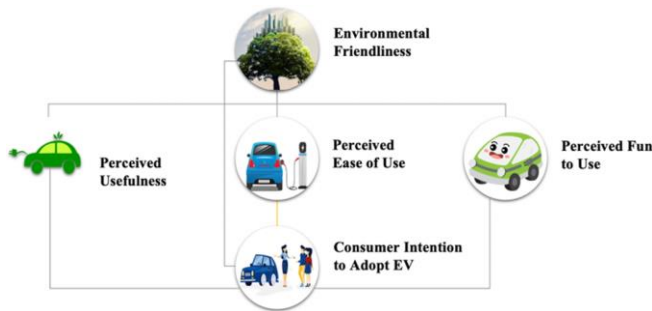 Environmental
Friendliness
Perceived
Usefulness
Perceived
Ease of Use
Perceived Fun
to Use
Consumer Intention
to Adopt EV